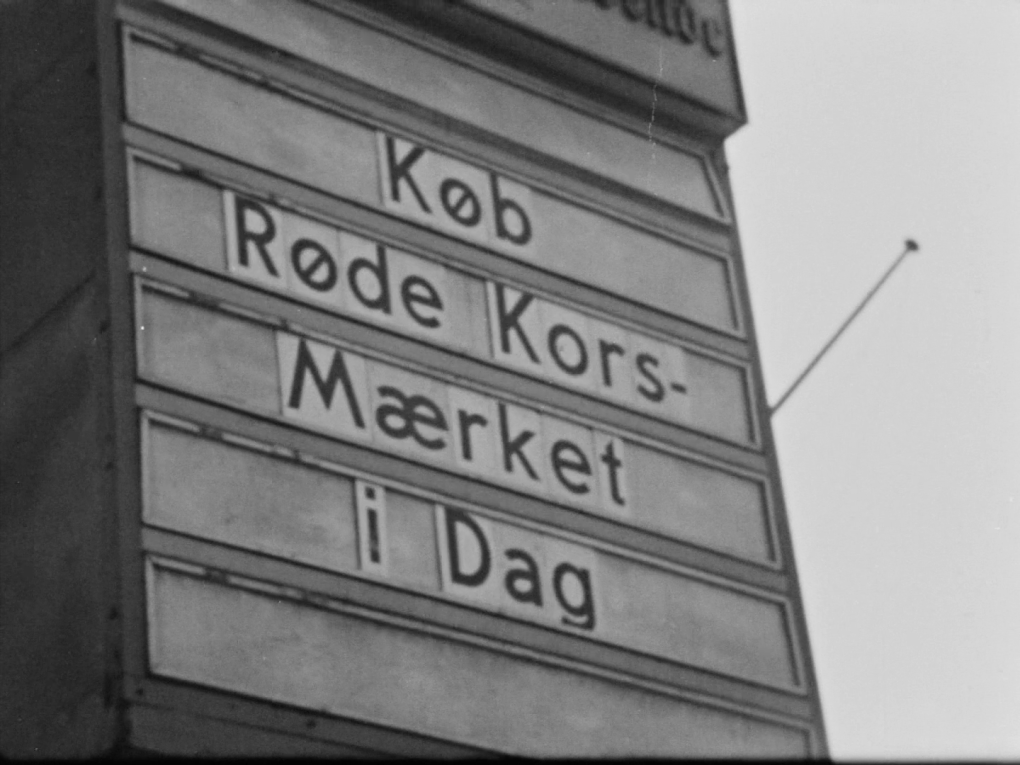 Køb
Røde Kors-
Mærket
i Dag